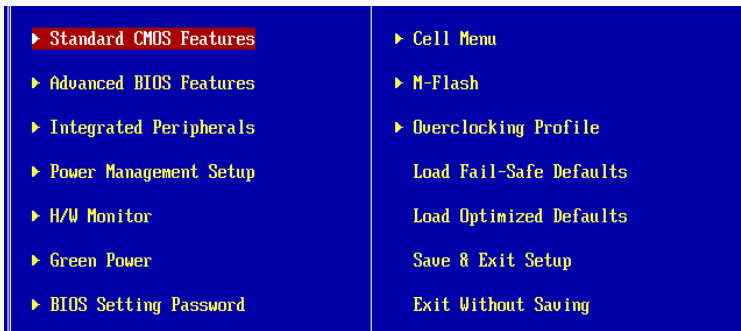 Standard CMOS Features
Advanced BIOS Features
Integrated Peripherals
Power Management Setup
H/W Monitor
Green Power
BIOS Setting Password
Cell Menu
M-Flash
Overclocking Profile
Load Fail-Safe Defaults
Load Optimized Defaults
Save & Exit Setup
Exit Without Saving